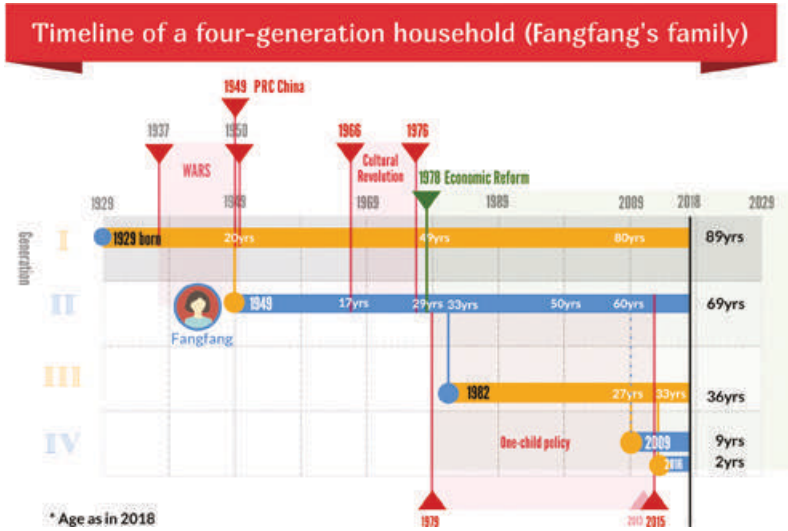 Timeline of a four-generation household (Fangfang's family)
1949 PRC China
1937
1950
1966
1976
WARS
Cultural
Revolution
1978 Economic Reform
1929
1949
1969
1989
2009
2018
2029
Generation
I
1929 born
20yrs
49yrs
80yrs
89yrs
II
1949
17yrs
29yrs
33yrs
50yrs
60yrs
69yrs
Fangfang
III
1982
27yrs
33yrs
36yrs
IV
One-child policy
2009
9yrs
2016
2yrs
* Age as in 2018
1979
2013
2015